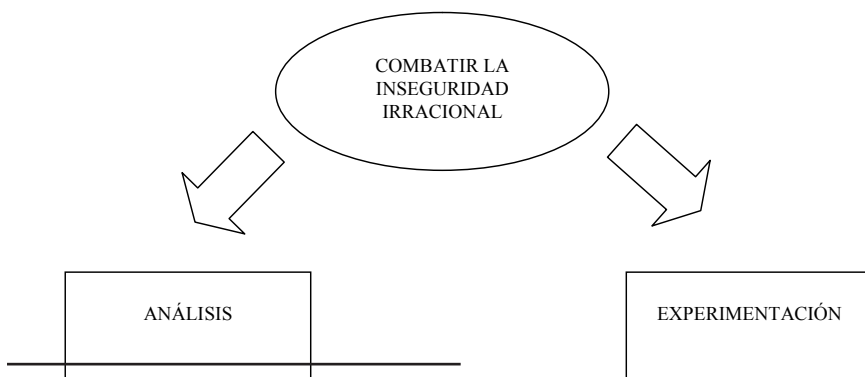 COMBATIR LA
INSEGURIDAD
IRRACIONAL
ANÁLISIS
EXPERIMENTACIÓN